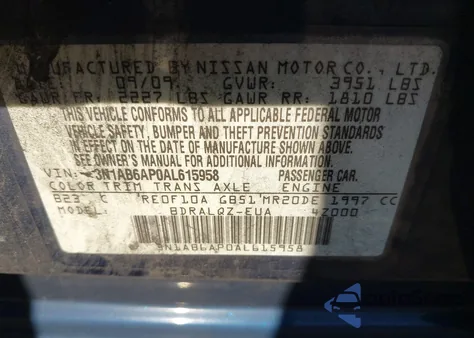 MANUFACTURED BY NISSAN MOTOR CO., LTD.
DATE: 09/09 GVWR: 3951 LBS
GAWR FR: 2227 LBS GAWR RR: 1810 LBS
THIS VEHICLE CONFORMS TO ALL APPLICABLE FEDERAL MOTOR
VEHICLE SAFETY, BUMPER AND THEFT PREVENTION STANDARDS
IN EFFECT ON THE DATE OF MANUFACTURE SHOWN ABOVE.
SEE OWNER'S MANUAL FOR ADDITIONAL INFORMATION.
VIN: 3N1AB6AP0AL615958 PASSENGER CAR.
COLOR TRIM TRANS AXLE ENGINE
B23 C RE0F10A GB51 MR20DE 1997 CC
BDRALQZ-EUA 4Z000
3N1AB6AP0AL615958